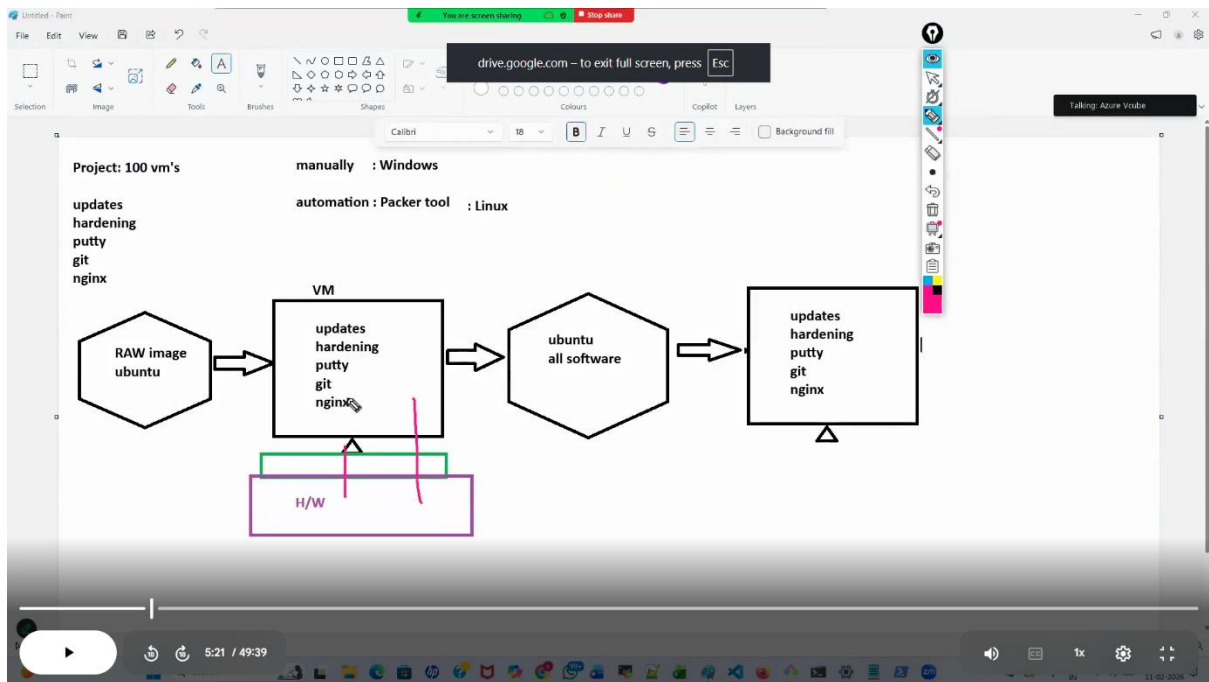 Untitled - Paint
You are screen sharing
Stop share
File Edit View
drive.google.com – to exit full screen, press Esc
Selection Image Tools Brushes Shapes Colours Copilot Layers
Talking: Azure Vcube
Calibri 18 B I U S Background fill
Project: 100 vm's
manually : Windows
updates
automation : Packer tool : Linux
hardening
putty
git
nginx
VM
RAW image
ubuntu
updates
hardening
putty
git
nginx
ubuntu
all software
updates
hardening
putty
git
nginx
H/W
5:21 / 49:39
1x
11-02-2026